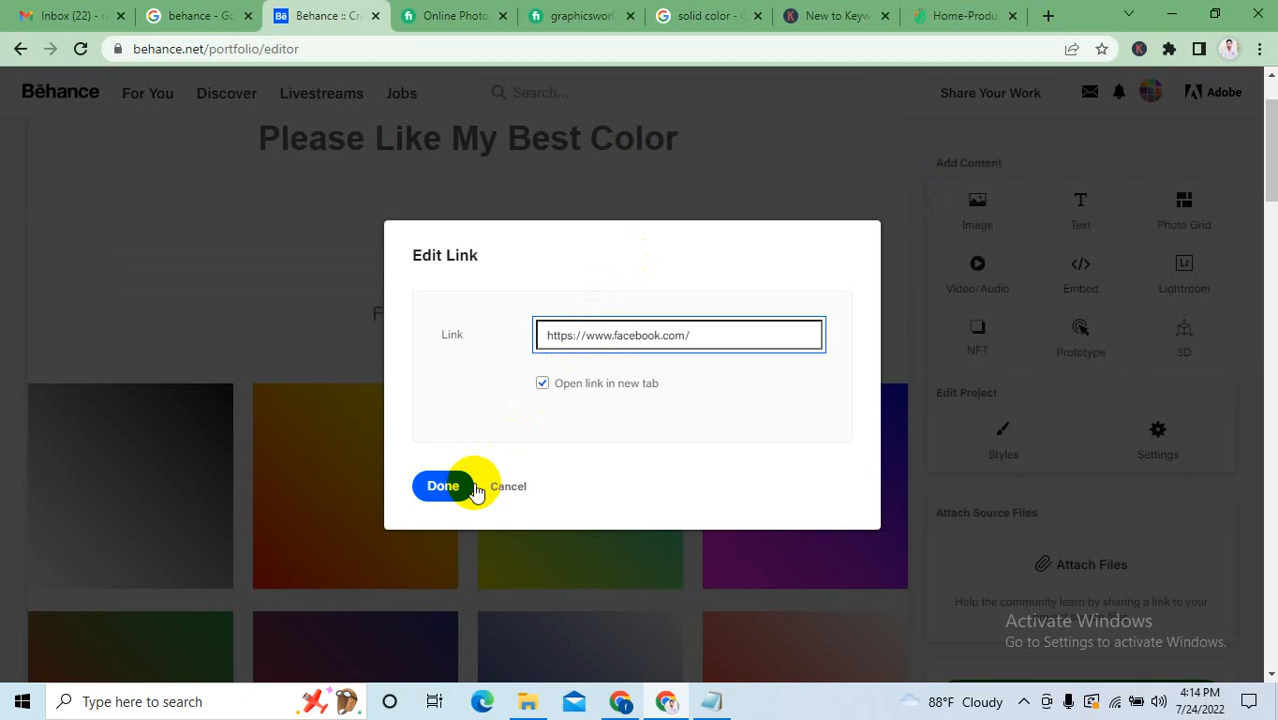 Inbox (22) - n
behance - Go
Behance :: Cre
Online Photo
graphicsworl
solid color - G
New to Keyw
Home-Produ
behance.net/portfolio/editor
Bēhance
For You
Discover
Livestreams
Jobs
Search...
Share Your Work
Adobe
Please Like My Best Color
Add Content
Image
Text
Photo Grid
Edit Link
Video/Audio
Embed
Lr
Lightroom
F
Link
https://www.facebook.com/
NFT
Prototype
3D
Open link in new tab
Edit Project
Styles
Settings
Done
Cancel
Attach Source Files
Attach Files
Help the community learn by sharing a link to your
Activate Windows
Go to Settings to activate Windows.
Type here to search
88°F Cloudy
4:14 PM
7/24/2022